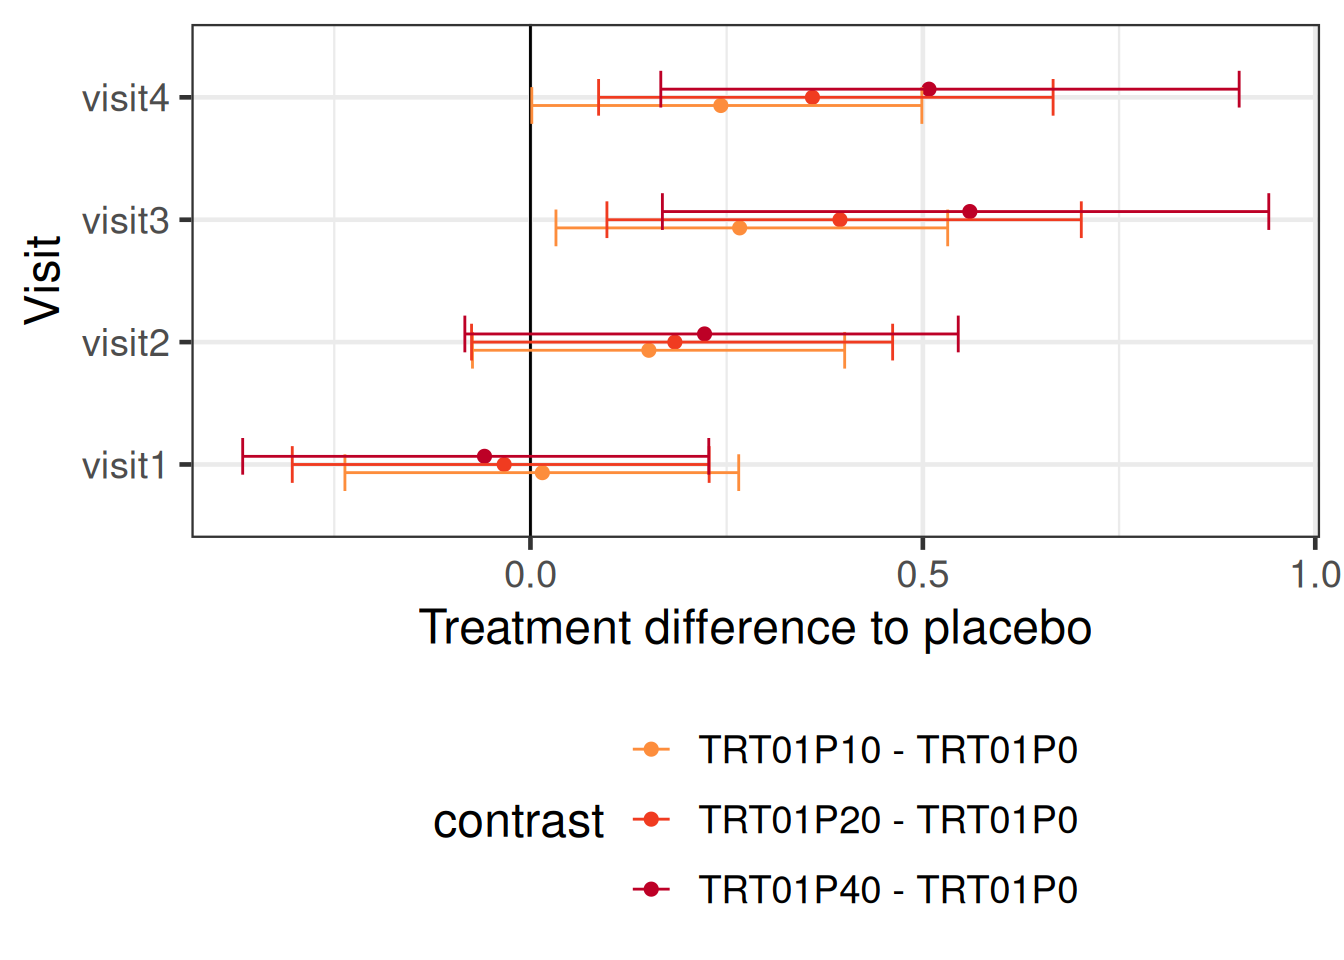 Visit
visit4
visit3
visit2
visit1
0.0
0.5
1.0
Treatment difference to placebo
contrast
TRT01P10 - TRT01P0
TRT01P20 - TRT01P0
TRT01P40 - TRT01P0